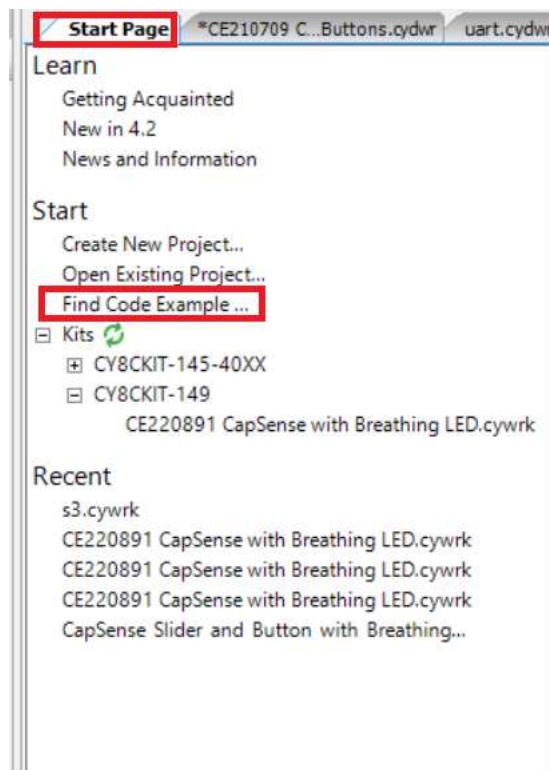 Start Page *CE210709 C...Buttons.cydwr uart.cydwr
Learn
Getting Acquainted
New in 4.2
News and Information
Start
Create New Project...
Open Existing Project...
Find Code Example ...
Kits
CY8CKIT-145-40XX
CY8CKIT-149
CE220891 CapSense with Breathing LED.cywrk
Recent
s3.cywrk
CE220891 CapSense with Breathing LED.cywrk
CE220891 CapSense with Breathing LED.cywrk
CE220891 CapSense with Breathing LED.cywrk
CapSense Slider and Button with Breathing...